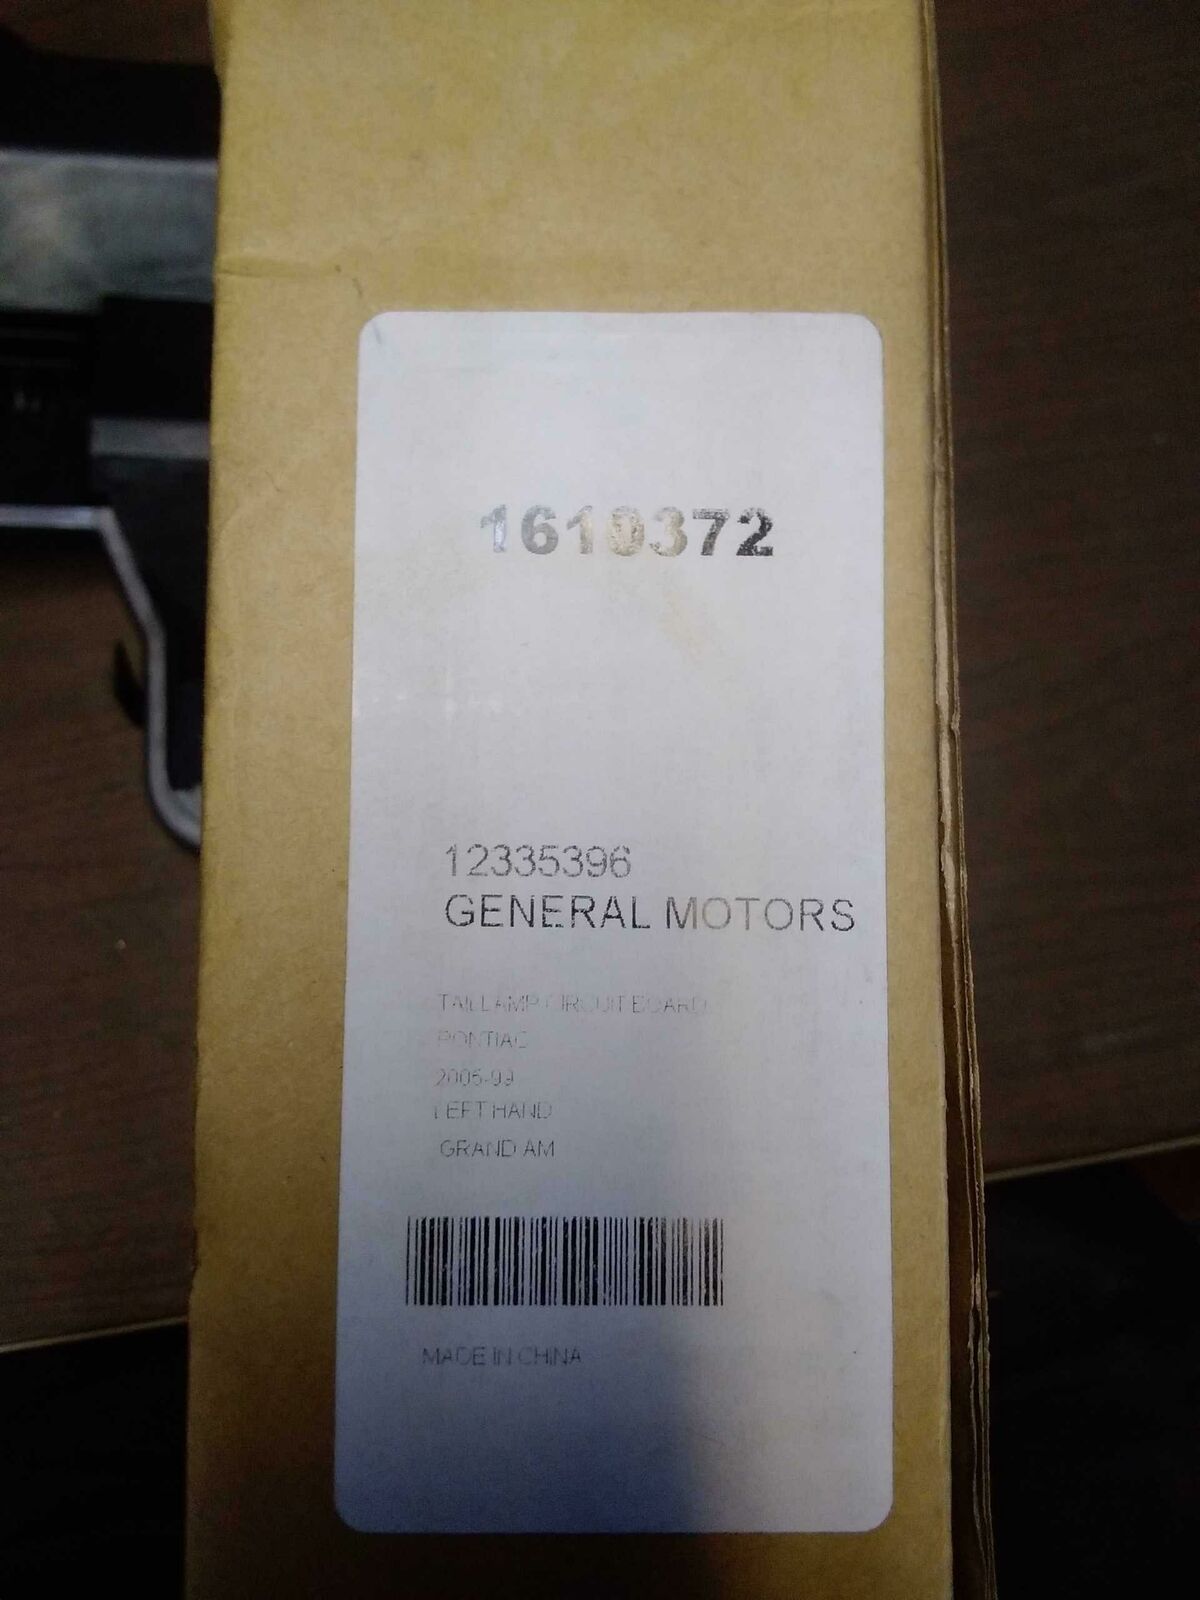 1610372
12335396
GENERAL MOTORS
TAILLAMP CIRCUIT BOARD
PONTIAC
2005-99
LEFT HAND
GRAND AM
MADE IN CHINA